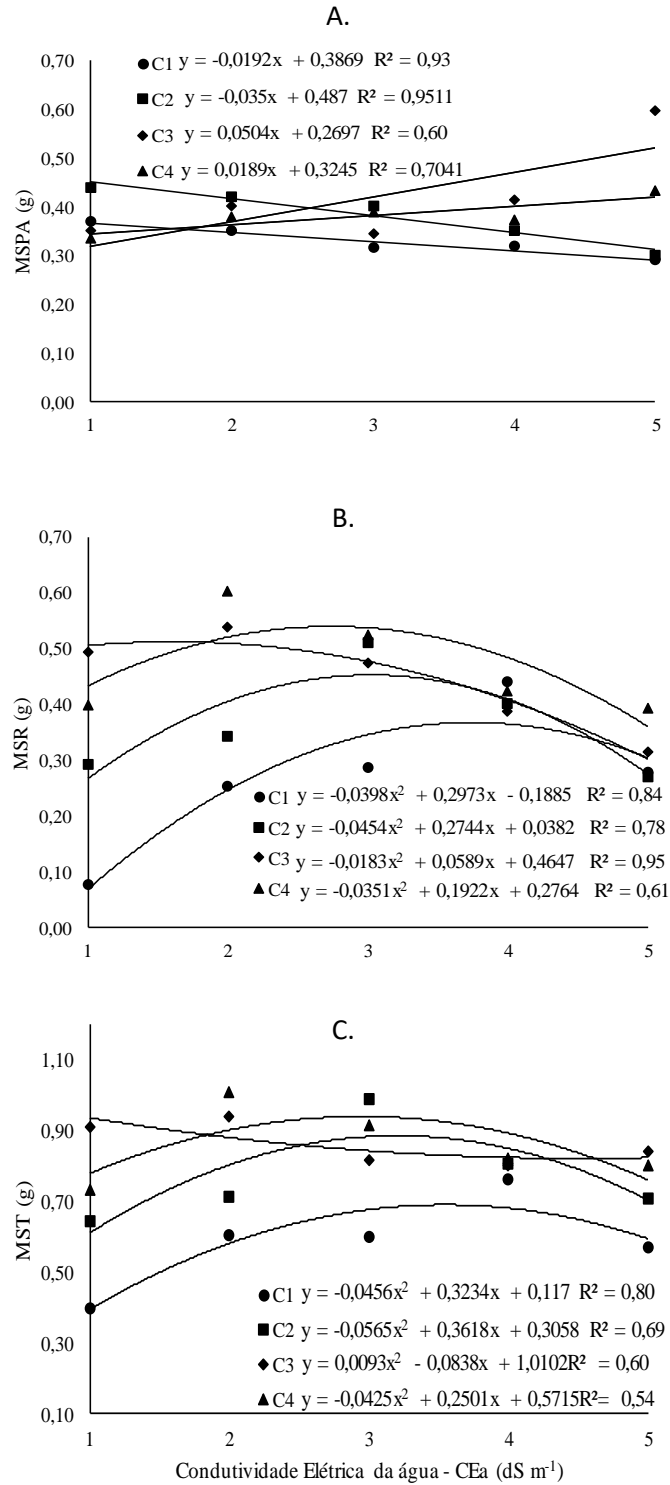 A.
0,70
0,60
0,50
0,40
0,30
0,20
0,10
0,00
MSPA (g)
C1 y = -0,0192x + 0,3869 R² = 0,93
C2 y = -0,035x + 0,487 R² = 0,9511
C3 y = 0,0504x + 0,2697 R² = 0,60
C4 y = 0,0189x + 0,3245 R² = 0,7041
1 2 3 4 5
B.
0,70
0,60
0,50
0,40
0,30
0,20
0,10
0,00
MSR (g)
C1 y = -0,0398x² + 0,2973x - 0,1885 R² = 0,84
C2 y = -0,0454x² + 0,2744x + 0,0382 R² = 0,78
C3 y = -0,0183x² + 0,0589x + 0,4647 R² = 0,95
C4 y = -0,0351x² + 0,1922x + 0,2764 R² = 0,61
1 2 3 4 5
C.
1,10
0,90
0,70
0,50
0,30
0,10
MST (g)
C1 y = -0,0456x² + 0,3234x + 0,117 R² = 0,80
C2 y = -0,0565x² + 0,3618x + 0,3058 R² = 0,69
C3 y = 0,0093x² - 0,0838x + 1,0102R² = 0,60
C4 y = -0,0425x² + 0,2501x + 0,5715R²= 0,54
1 2 3 4 5
Condutividade Elétrica da água - CEa (dS m⁻¹)